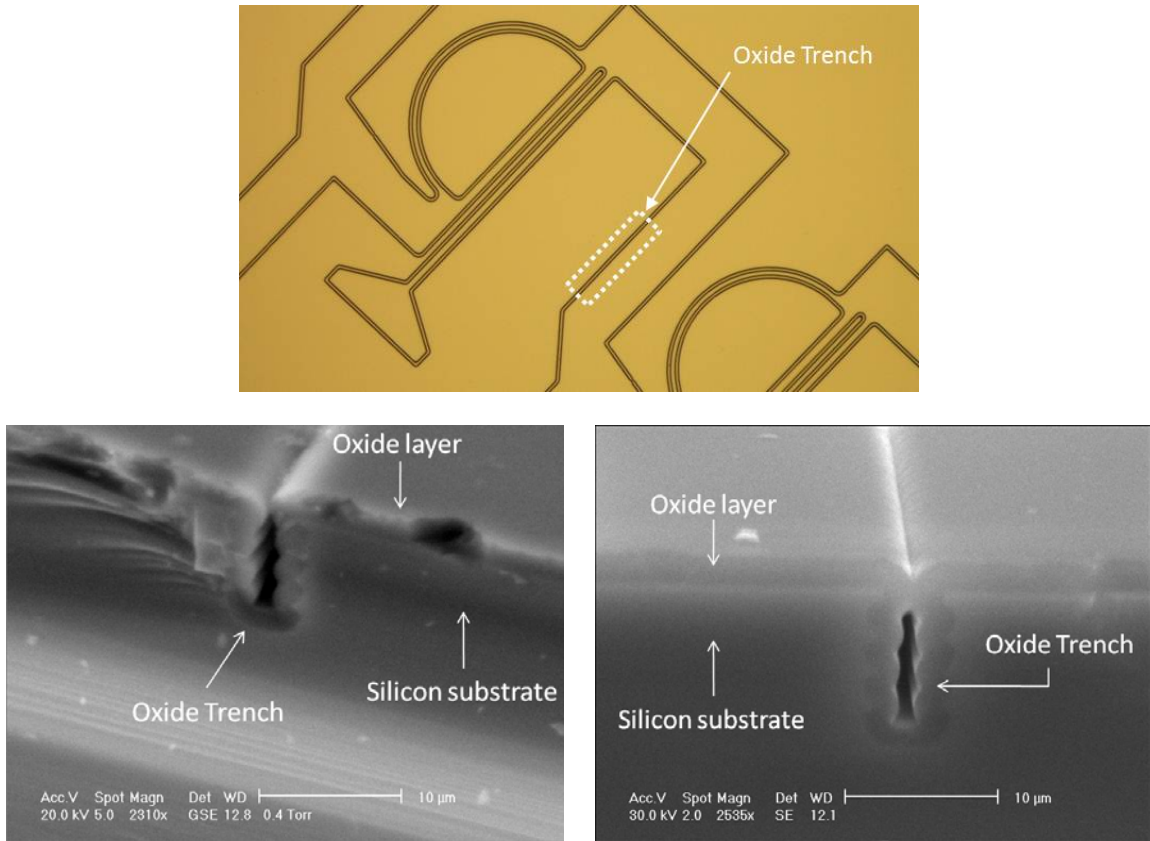 Oxide Trench
Oxide layer
Oxide Trench
Silicon substrate
Acc.V Spot Magn Det WD 10 µm
20.0 kV 5.0 2310x GSE 12.8 0.4 Torr
Oxide layer
Oxide Trench
Silicon substrate
Acc.V Spot Magn Det WD 10 µm
30.0 kV 2.0 2535x SE 12.1